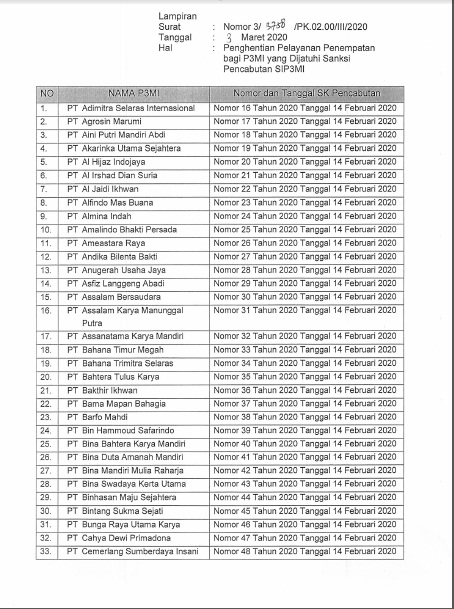 Lampiran
Surat : Nomor 3/ 3758 /PK.02.00/III/2020
Tanggal : 3 Maret 2020
Hal : Penghentian Pelayanan Penempatan
bagi P3MI yang Dijatuhi Sanksi
Pencabutan SIP3MI
NO NAMA P3MI Nomor dan Tanggal SK Pencabutan
1. PT Adimitra Selaras Internasional Nomor 16 Tahun 2020 Tanggal 14 Februari 2020
2. PT Agrosin Marumi Nomor 17 Tahun 2020 Tanggal 14 Februari 2020
3. PT Aini Putri Mandiri Abdi Nomor 18 Tahun 2020 Tanggal 14 Februari 2020
4. PT Akarinka Utama Sejahtera Nomor 19 Tahun 2020 Tanggal 14 Februari 2020
5. PT Al Hijaz Indojaya Nomor 20 Tahun 2020 Tanggal 14 Februari 2020
6. PT Al Irshad Dian Suria Nomor 21 Tahun 2020 Tanggal 14 Februari 2020
7. PT Al Jaidi Ikhwan Nomor 22 Tahun 2020 Tanggal 14 Februari 2020
8. PT Alfindo Mas Buana Nomor 23 Tahun 2020 Tanggal 14 Februari 2020
9. PT Almina Indah Nomor 24 Tahun 2020 Tanggal 14 Februari 2020
10. PT Amalindo Bhakti Persada Nomor 25 Tahun 2020 Tanggal 14 Februari 2020
11. PT Ameastara Raya Nomor 26 Tahun 2020 Tanggal 14 Februari 2020
12. PT Andika Bilenta Bakti Nomor 27 Tahun 2020 Tanggal 14 Februari 2020
13. PT Anugerah Usaha Jaya Nomor 28 Tahun 2020 Tanggal 14 Februari 2020
14. PT Asfiz Langgeng Abadi Nomor 29 Tahun 2020 Tanggal 14 Februari 2020
15. PT Assalam Bersaudara Nomor 30 Tahun 2020 Tanggal 14 Februari 2020
16. PT Assalam Karya Manunggal Nomor 31 Tahun 2020 Tanggal 14 Februari 2020
Putra
17. PT Assanatama Karya Mandiri Nomor 32 Tahun 2020 Tanggal 14 Februari 2020
18. PT Bahana Timur Megah Nomor 33 Tahun 2020 Tanggal 14 Februari 2020
19. PT Bahana Trimitra Selaras Nomor 34 Tahun 2020 Tanggal 14 Februari 2020
20. PT Bahtera Tulus Karya Nomor 35 Tahun 2020 Tanggal 14 Februari 2020
21. PT Bakthir Ikhwan Nomor 36 Tahun 2020 Tanggal 14 Februari 2020
22. PT Bama Mapan Bahagia Nomor 37 Tahun 2020 Tanggal 14 Februari 2020
23. PT Barfo Mahdi Nomor 38 Tahun 2020 Tanggal 14 Februari 2020
24. PT Bin Hammoud Safarindo Nomor 39 Tahun 2020 Tanggal 14 Februari 2020
25. PT Bina Bahtera Karya Mandiri Nomor 40 Tahun 2020 Tanggal 14 Februari 2020
26. PT Bina Duta Amanah Mandiri Nomor 41 Tahun 2020 Tanggal 14 Februari 2020
27. PT Bina Mandiri Mulia Raharja Nomor 42 Tahun 2020 Tanggal 14 Februari 2020
28. PT Bina Swadaya Karta Utama Nomor 43 Tahun 2020 Tanggal 14 Februari 2020
29. PT Binhasan Maju Sejahtera Nomor 44 Tahun 2020 Tanggal 14 Februari 2020
30. PT Bintang Sukma Sejati Nomor 45 Tahun 2020 Tanggal 14 Februari 2020
31. PT Bunga Raya Utama Karya Nomor 46 Tahun 2020 Tanggal 14 Februari 2020
32. PT Cahya Dewi Primadona Nomor 47 Tahun 2020 Tanggal 14 Februari 2020
33. PT Cemerlang Sumberdaya Insani Nomor 48 Tahun 2020 Tanggal 14 Februari 2020